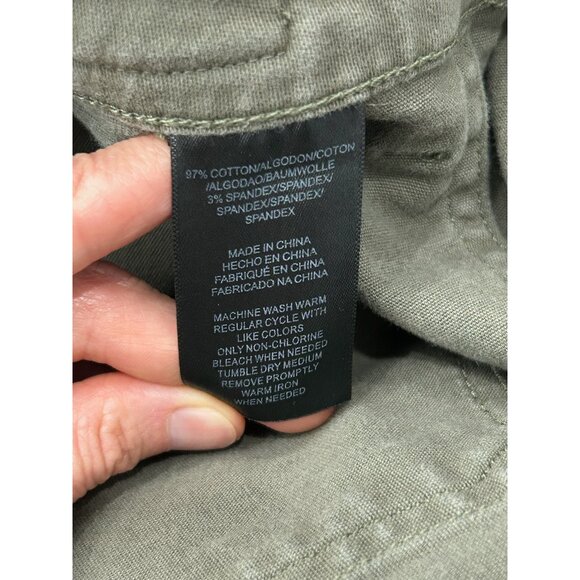 97% COTTON/ALGODON/COTON
/ALGODAO/BAUMWOLLE
3% SPANDEX/SPANDEX/
SPANDEX/SPANDEX/
SPANDEX
MADE IN CHINA
HECHO EN CHINA
FABRIQUÉ EN CHINA
FABRICADO NA CHINA
MACHINE WASH WARM
REGULAR CYCLE WITH
LIKE COLORS
ONLY NON-CHLORINE
BLEACH WHEN NEEDED
TUMBLE DRY MEDIUM
REMOVE PROMPTLY
WARM IRON
WHEN NEEDED